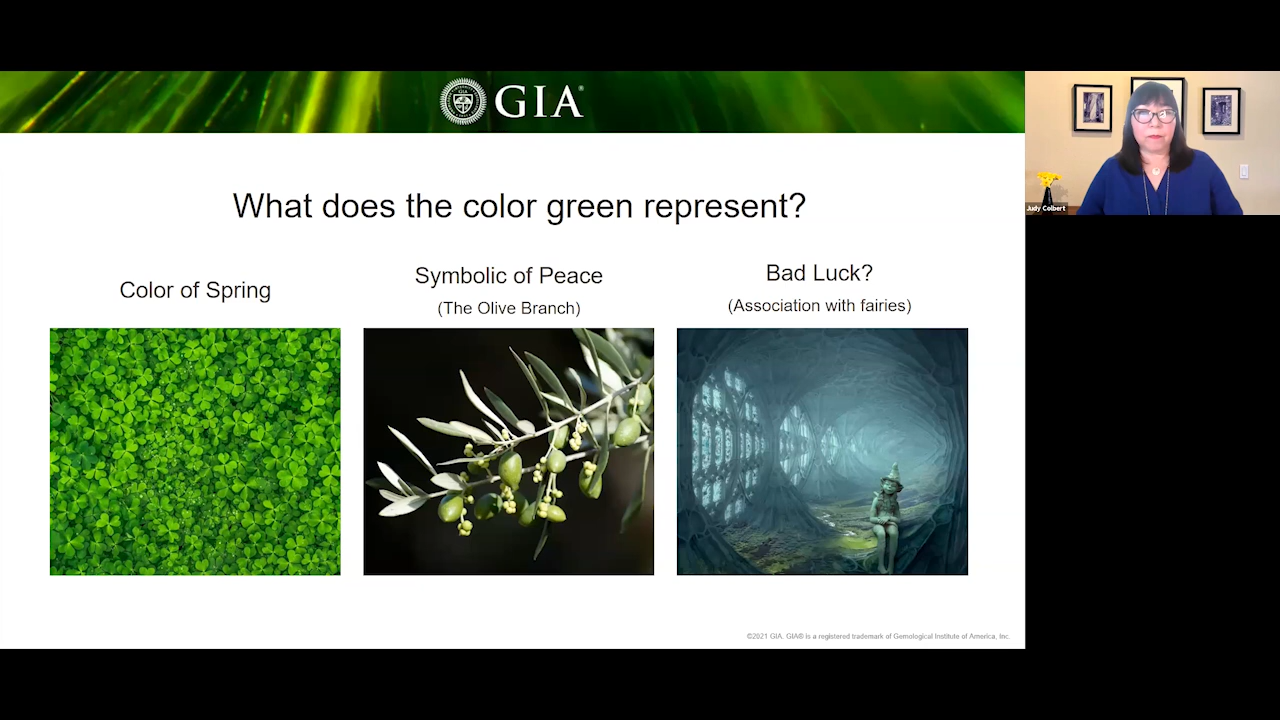 GIA®
Judy Colbert
What does the color green represent?
Color of Spring
Symbolic of Peace
(The Olive Branch)
Bad Luck?
(Association with fairies)
©2021 GIA. GIA® is a registered trademark of Gemological Institute of America, Inc.